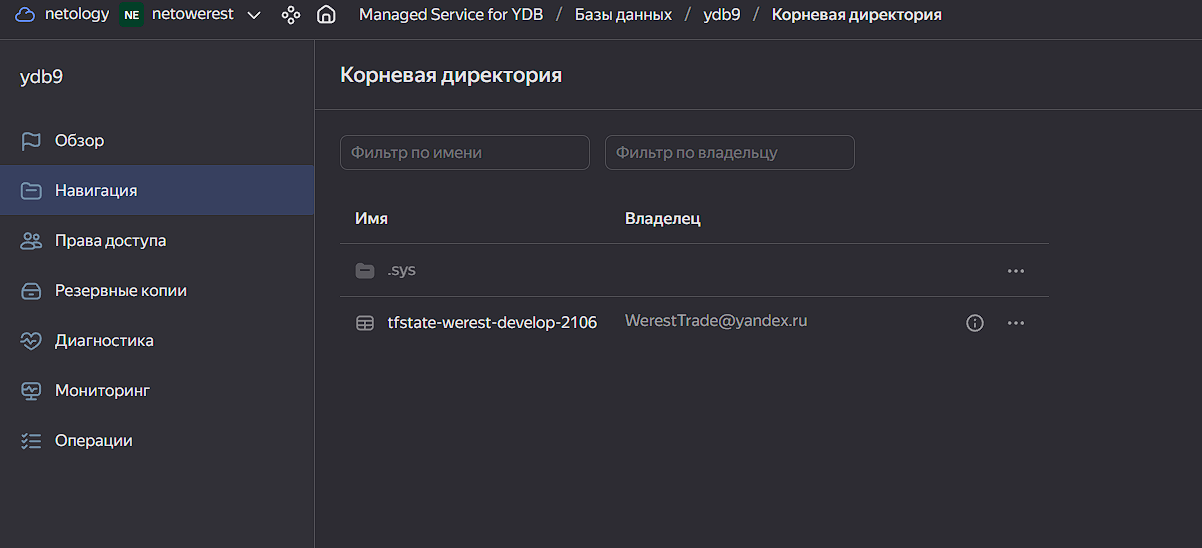 netology NE netowerest Managed Service for YDB / Базы данных / ydb9 / Корневая директория
ydb9
Обзор
Навигация
Права доступа
Резервные копии
Диагностика
Мониторинг
Операции
Корневая директория
Фильтр по имени Фильтр по владельцу
Имя Владелец
.sys
tfstate-werest-develop-2106 WerestTrade@yandex.ru